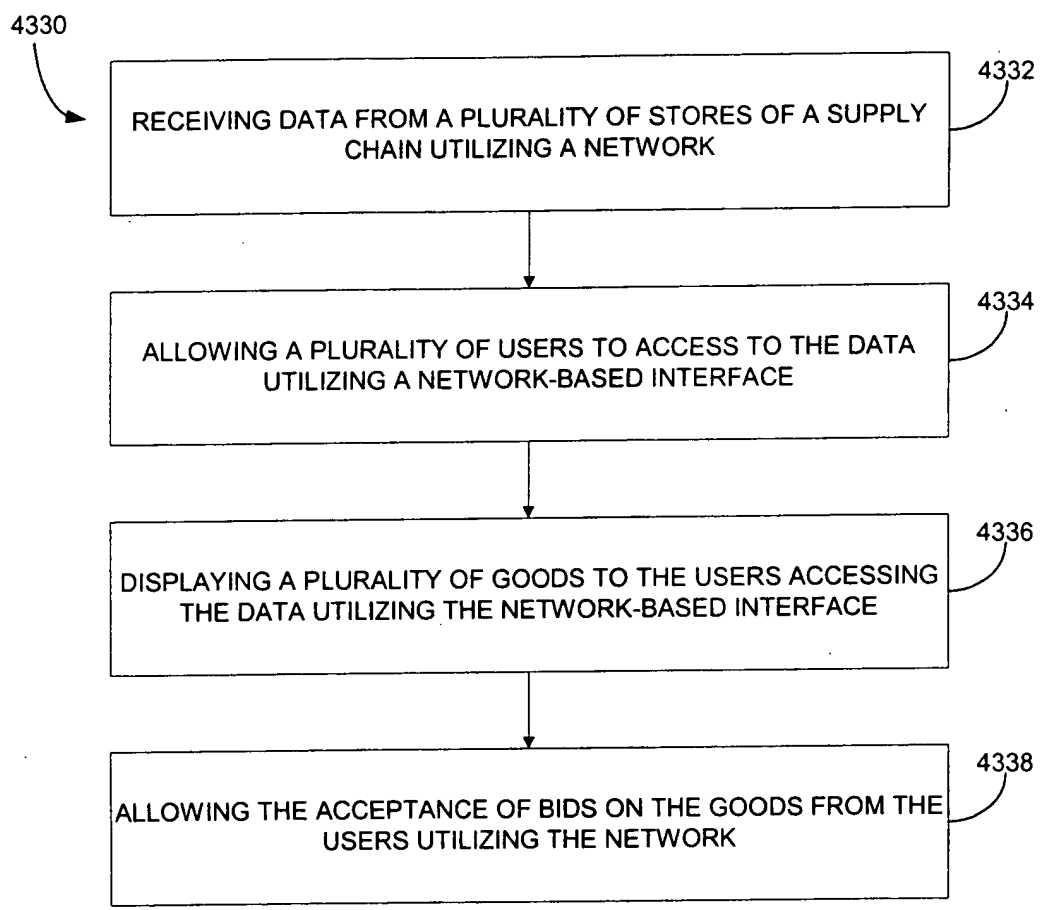 4330
4332
RECEIVING DATA FROM A PLURALITY OF STORES OF A SUPPLY
CHAIN UTILIZING A NETWORK
4334
ALLOWING A PLURALITY OF USERS TO ACCESS TO THE DATA
UTILIZING A NETWORK-BASED INTERFACE
4336
DISPLAYING A PLURALITY OF GOODS TO THE USERS ACCESSING
THE DATA UTILIZING THE NETWORK-BASED INTERFACE
4338
ALLOWING THE ACCEPTANCE OF BIDS ON THE GOODS FROM THE
USERS UTILIZING THE NETWORK